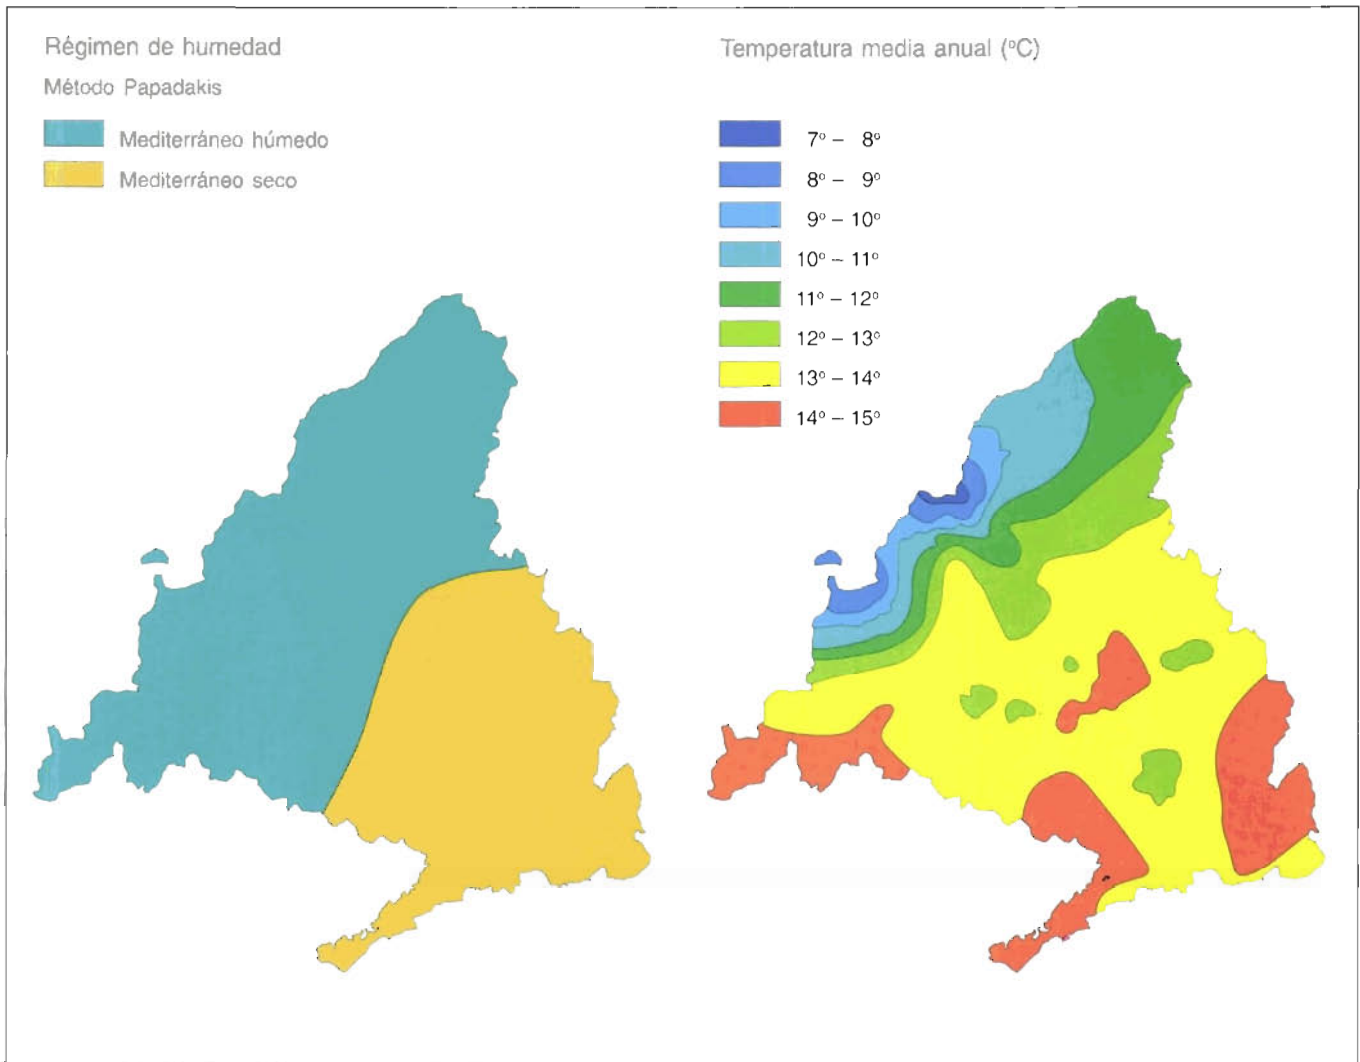 Régimen de humedad
Método Papadakis
Mediterráneo húmedo
Mediterráneo seco
Temperatura media anual (ºC)
7º – 8º
8º – 9º
9º – 10º
10º – 11º
11º – 12º
12º – 13º
13º – 14º
14º – 15º